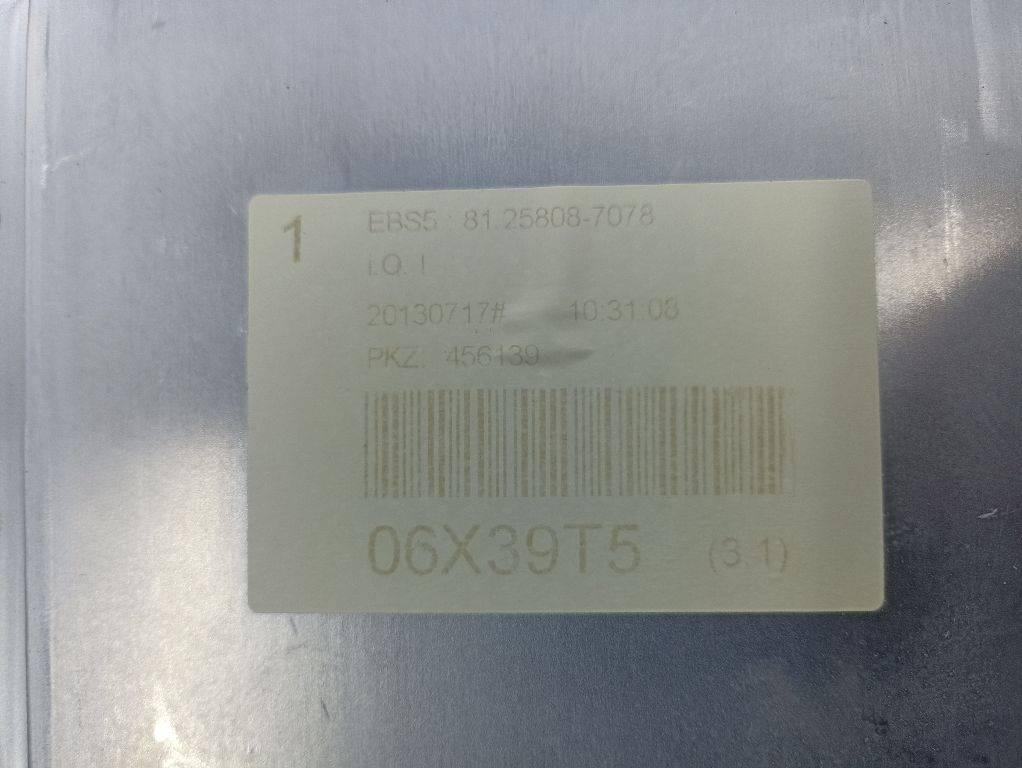 1
EBS5 : 81.25808-7078
i.O. !
20130717# 10:31:08
PKZ: 456139
06X39T5 (3.1)